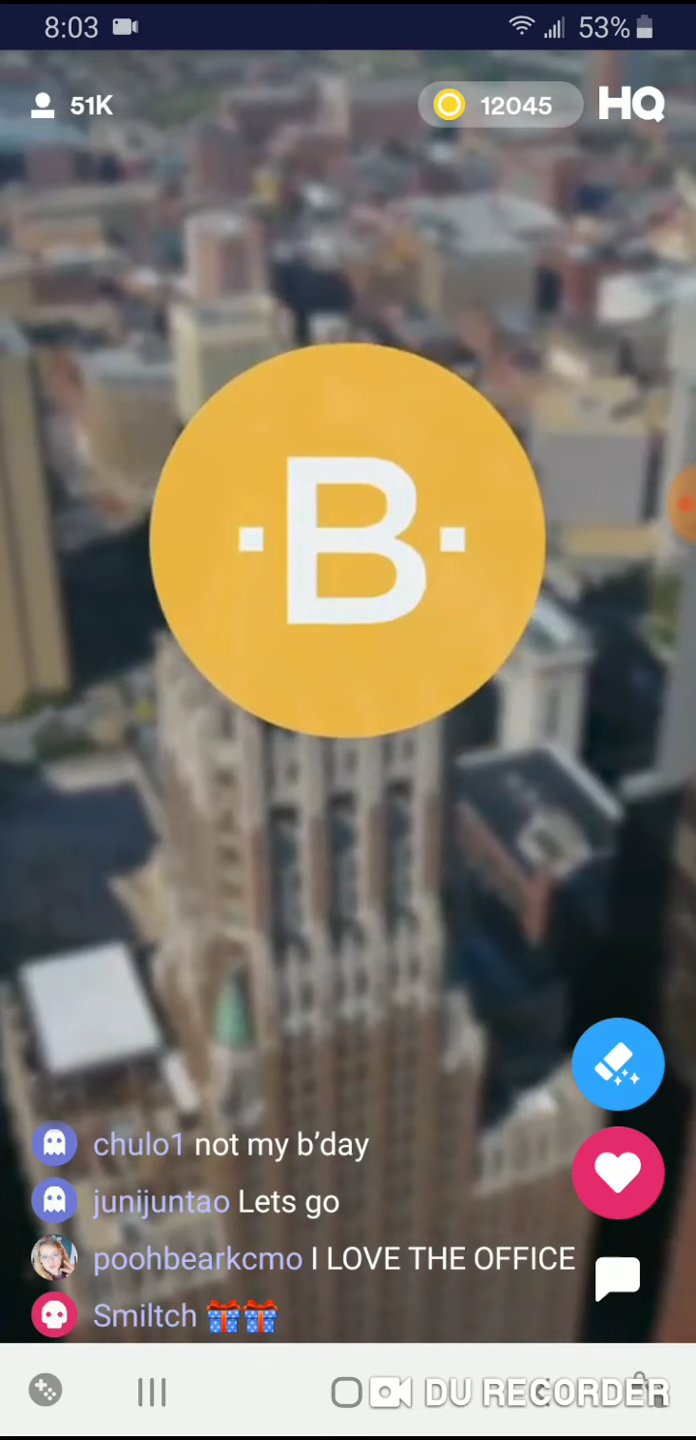 8:03 53%
51K 12045 HQ
·B·
chulo1 not my b’day
junijuntao Lets go
poohbearkcmo I LOVE THE OFFICE
Smiltch 🎁🎁
DU RECORDER